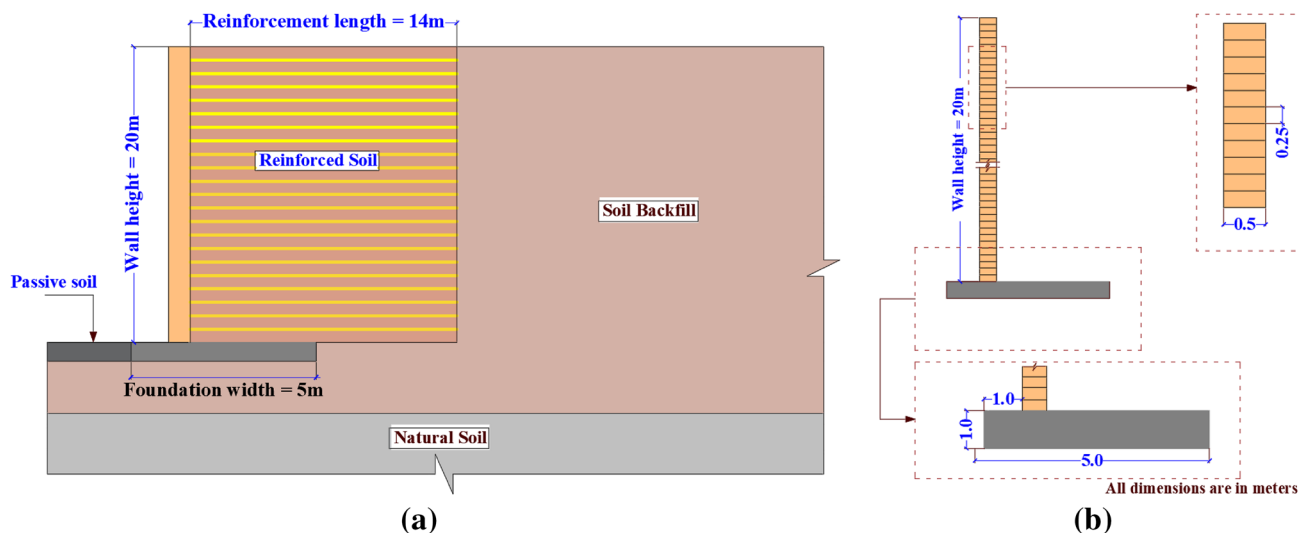 Reinforcement length = 14m
Wall height = 20m
Reinforced Soil
Soil Backfill
Passive soil
Foundation width = 5m
Natural Soil
(a)
Wall height = 20m
0.25
0.5
1.0
1.0
5.0
All dimensions are in meters
(b)